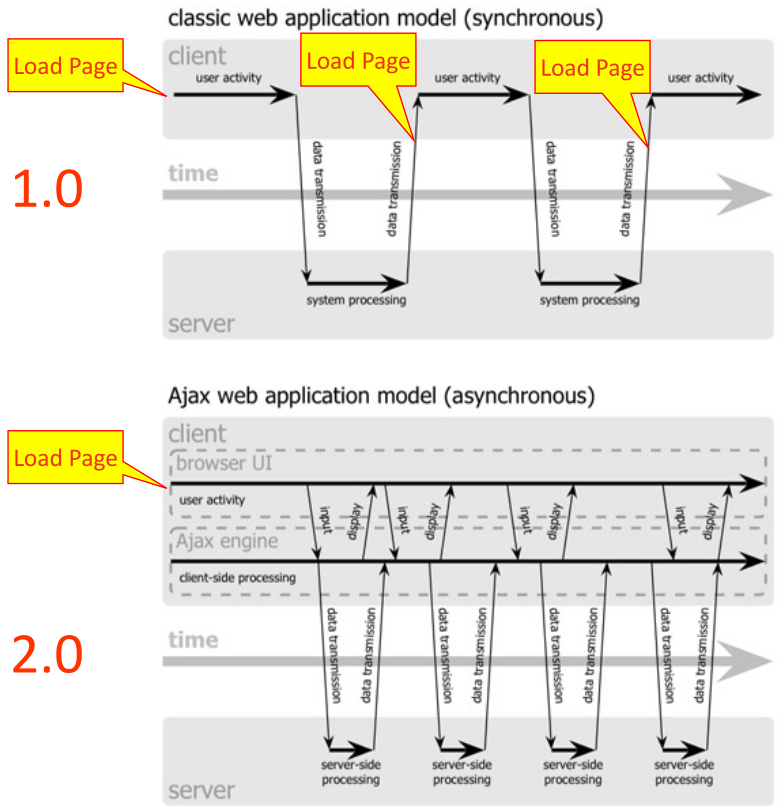 classic web application model (synchronous)
client
Load Page
Load Page
Load Page
user activity
user activity
user activity
data transmission
data transmission
data transmission
data transmission
1.0
time
system processing
system processing
server
Ajax web application model (asynchronous)
client
Load Page
browser UI
user activity
input
display
input
display
input
display
input
display
Ajax engine
client-side processing
data transmission
data transmission
data transmission
data transmission
data transmission
data transmission
data transmission
data transmission
2.0
time
server-side
processing
server-side
processing
server-side
processing
server-side
processing
server